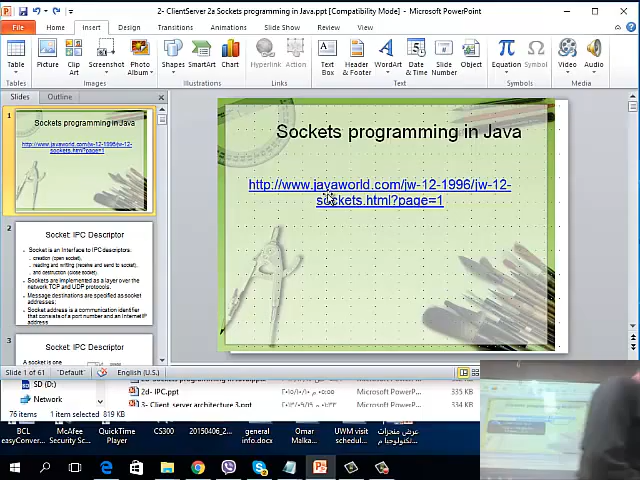 2- ClientServer 2a Sockets programming in Java.ppt [Compatibility Mode] - Microsoft PowerPoint
File Home Insert Design Transitions Animations Slide Show Review View
Table Picture Clip Art Screenshot Photo Album Shapes SmartArt Chart Hyperlink Action Text Box Header & Footer WordArt Date & Time Slide Number Object Equation Symbol Video Audio
Tables Images Illustrations Links Text Symbols Media
Slides Outline
1
Sockets programming in Java
http://www.javaworld.com/jw-12-1996/jw-12-
sockets.html?page=1
2
Socket: IPC Descriptor
Socket is an Interface to IPC descriptors.
creation (open socket),
reading and writing (receive and send to socket),
and destruction (close socket)
Sockets are implemented as a layer over the
network TCP and UDP protocols.
Message destinations are specified as socket
addresses;
Socket address is a communication identifier
that consists of a port number and an Internet IP
address
3
A socket is one
Sockets programming in Java
http://www.javaworld.com/jw-12-1996/jw-12-
sockets.html?page=1
Slide 1 of 61 "Default" English (U.S.)
SD (D:)
Network
2d- IPC.ppt Microsoft PowerPoint 335 KB
3- Client server architecture 3.ppt Microsoft PowerPoint 434 KB
76 items 1 item selected 819 KB
BCL
easyConver...
McAfee
Security Sc...
QuickTime
Player
CS300
20150406_2...
general
info.docx
Omar
Malka...
UWM visit
schedul...
عرض منتجات